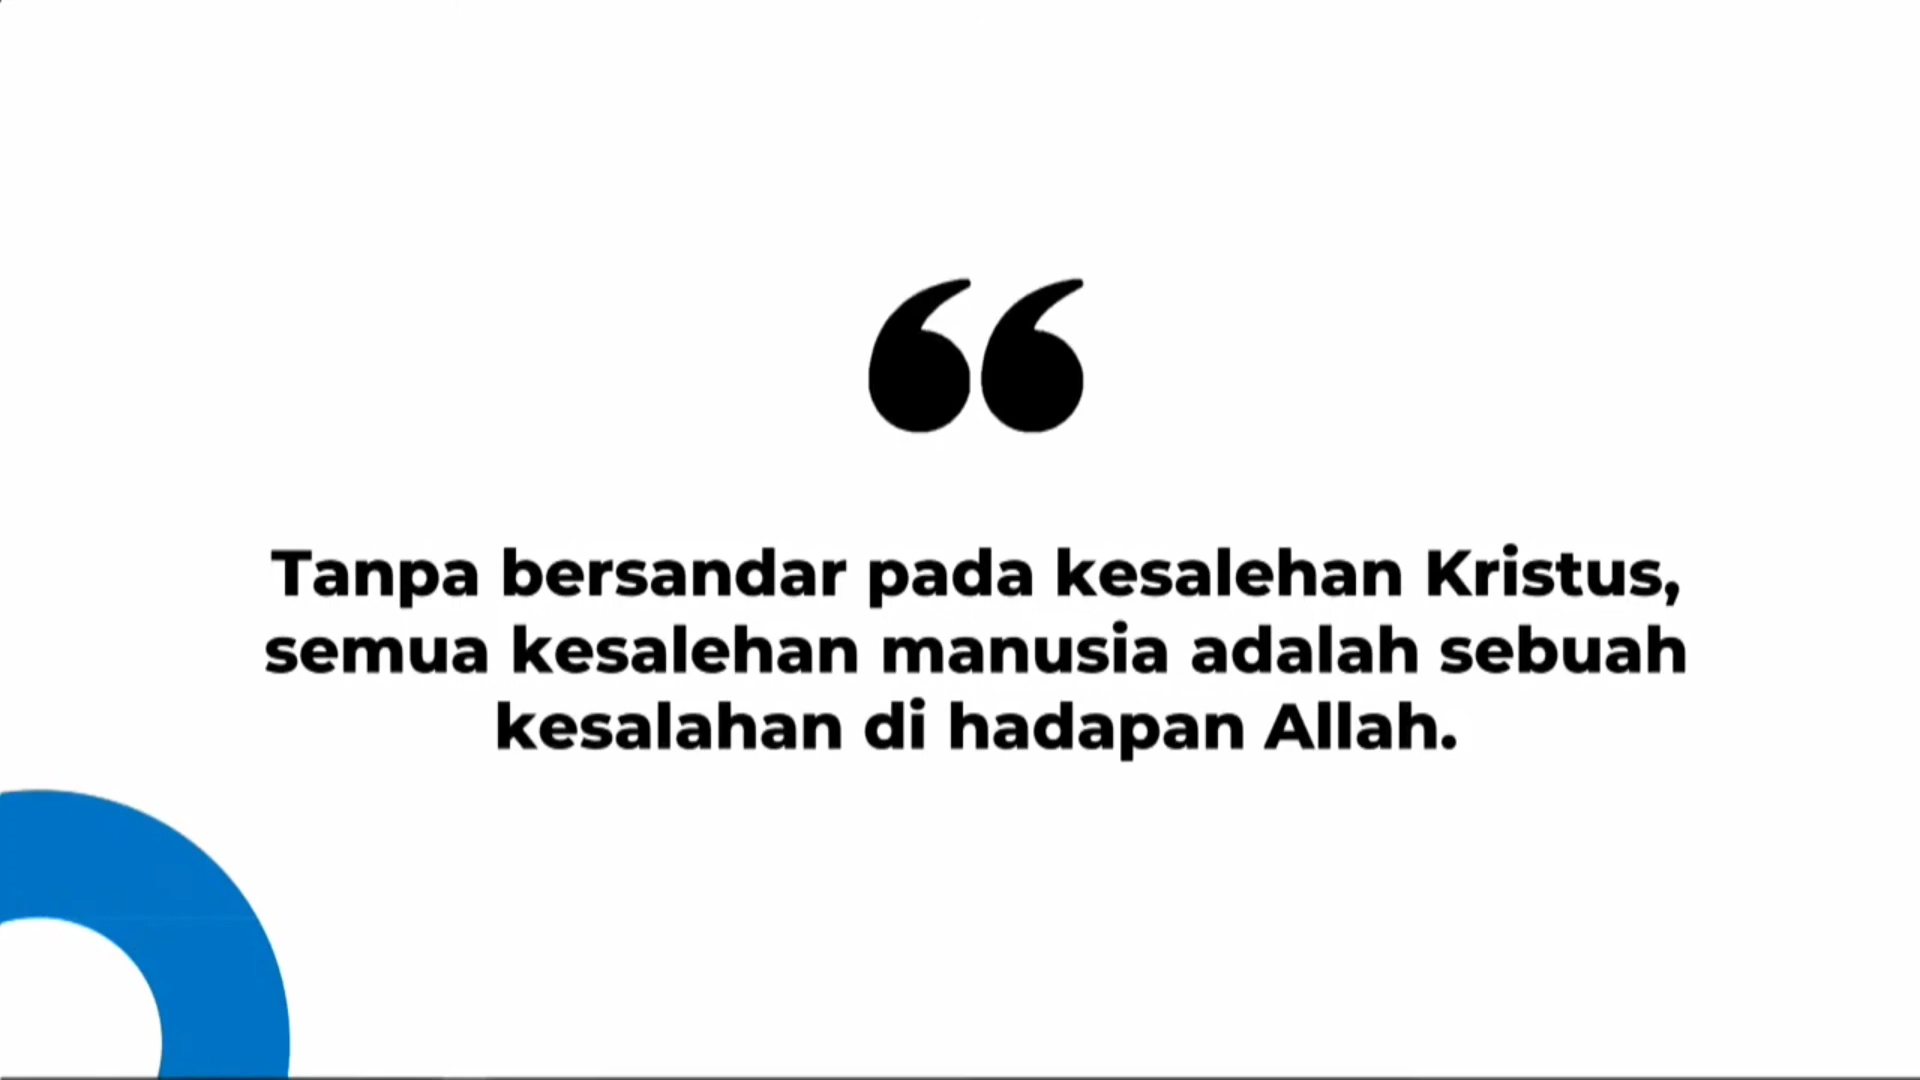 “
Tanpa bersandar pada kesalehan Kristus,
semua kesalehan manusia adalah sebuah
kesalahan di hadapan Allah.